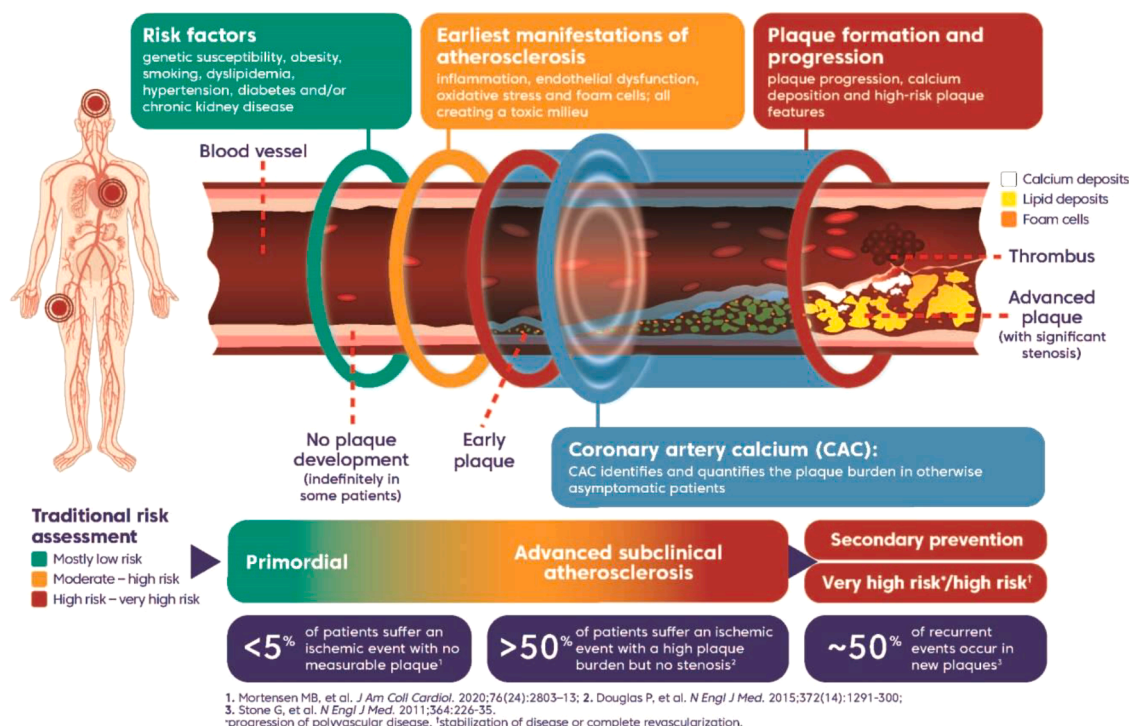 Risk factors
genetic susceptibility, obesity,
smoking, dyslipidemia,
hypertension, diabetes and/or
chronic kidney disease
Earliest manifestations of
atherosclerosis
inflammation, endothelial dysfunction,
oxidative stress and foam cells; all
creating a toxic milieu
Plaque formation and
progression
plaque progression, calcium
deposition and high-risk plaque
features
Blood vessel
Calcium deposits
Lipid deposits
Foam cells
Thrombus
Advanced
plaque
(with significant
stenosis)
No plaque
development
(indefinitely in
some patients)
Early
plaque
Coronary artery calcium (CAC):
CAC identifies and quantifies the plaque burden in otherwise
asymptomatic patients
Traditional risk
assessment
Mostly low risk
Moderate – high risk
High risk – very high risk
Primordial
Advanced subclinical
atherosclerosis
Secondary prevention
Very high risk*/high risk†
<5% of patients suffer an
ischemic event with no
measurable plaque¹
>50% of patients suffer an ischemic
event with a high plaque
burden but no stenosis²
~50% of recurrent
events occur in
new plaques³
1. Mortensen MB, et al. J Am Coll Cardiol. 2020;76(24):2803–13; 2. Douglas P, et al. N Engl J Med. 2015;372(14):1291-300;
3. Stone G, et al. N Engl J Med. 2011;364:226-35.
*progression of polyvascular disease, †stabilization of disease or complete revascularization.